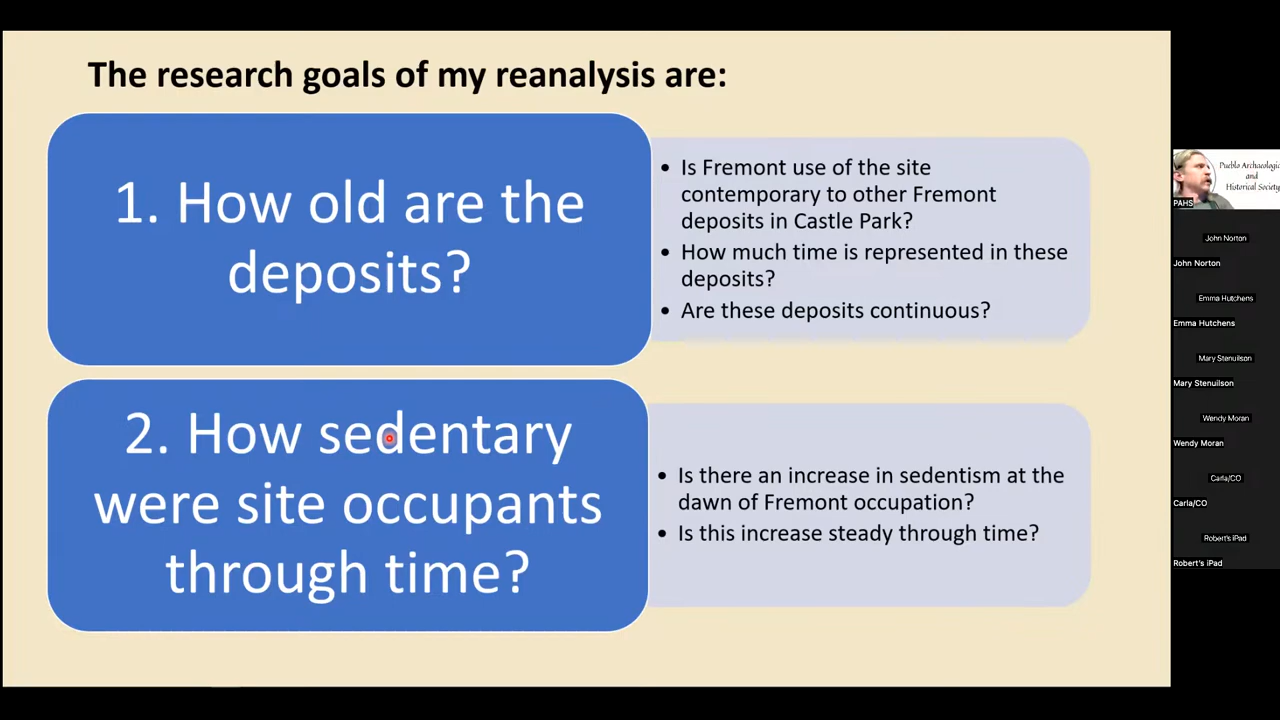 The research goals of my reanalysis are:
1. How old are the
deposits?
• Is Fremont use of the site
contemporary to other Fremont
deposits in Castle Park?
• How much time is represented in these
deposits?
• Are these deposits continuous?
2. How sedentary
were site occupants
through time?
• Is there an increase in sedentism at the
dawn of Fremont occupation?
• Is this increase steady through time?
Pueblo Archaeologic
and
Historical Society
PAHS
John Norton
John Norton
Emma Hutchens
Emma Hutchens
Mary Stenuilson
Mary Stenuilson
Wendy Moran
Wendy Moran
Carla/CO
Carla/CO
Robert's iPad
Robert's iPad